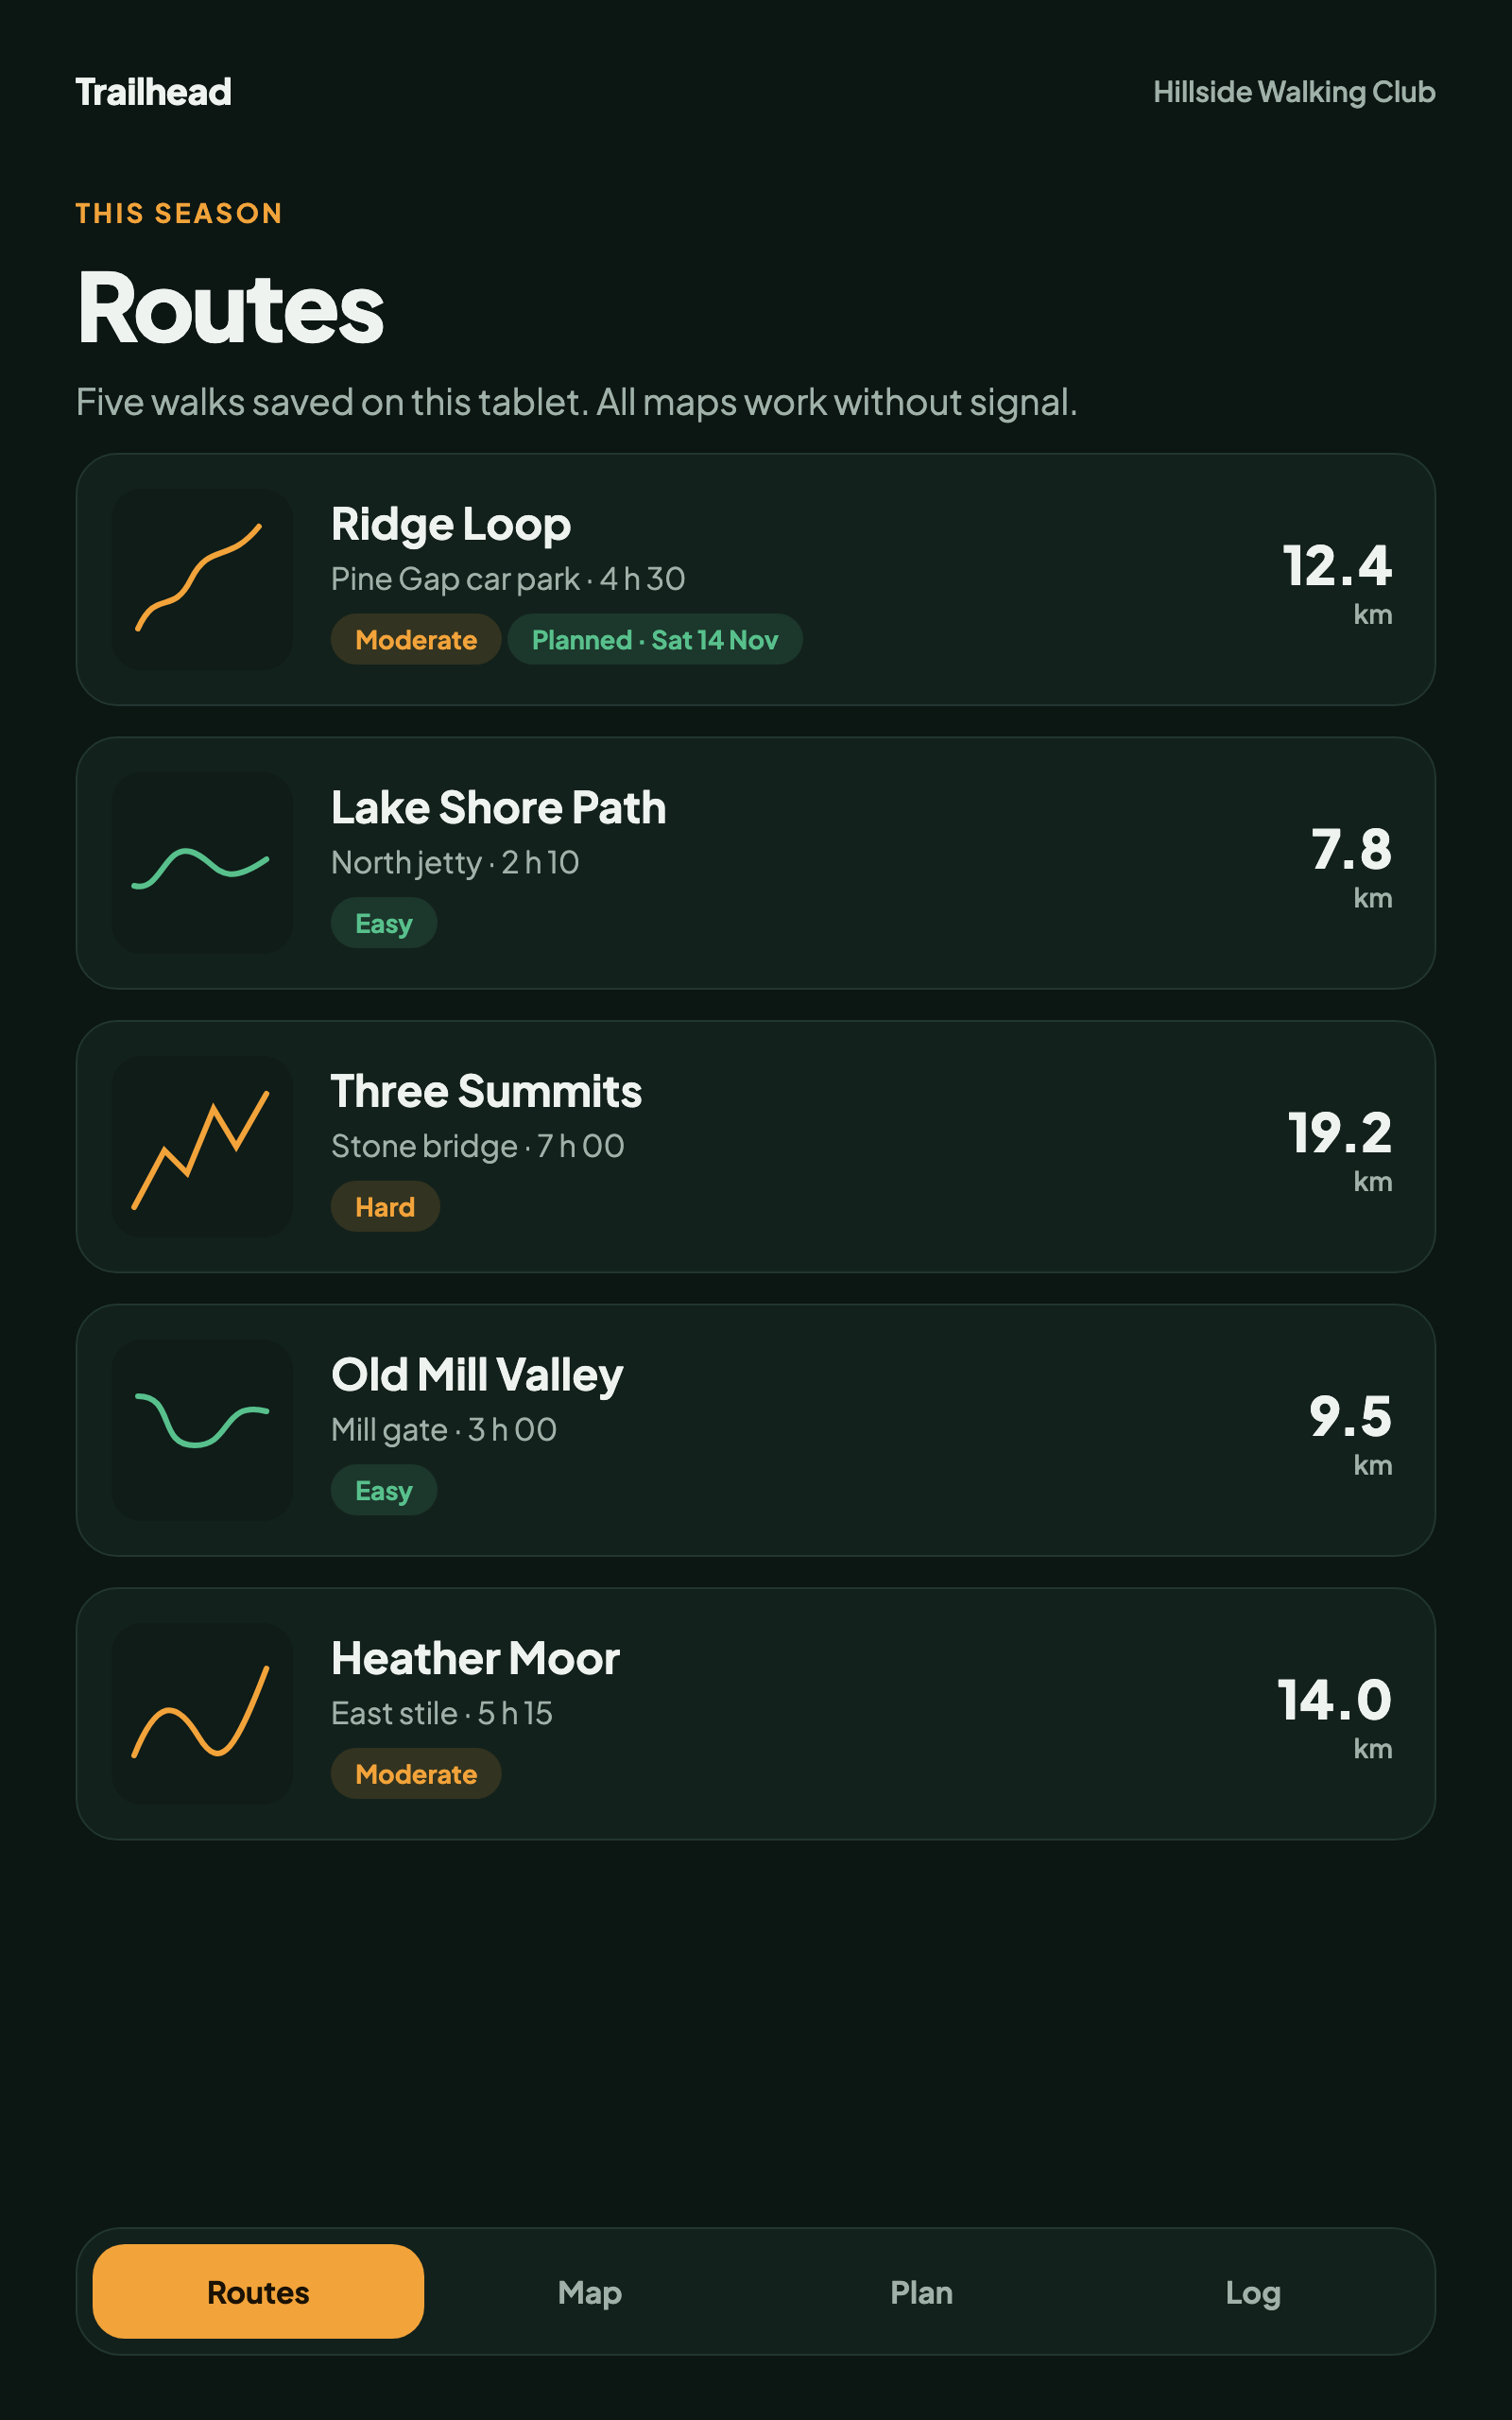 Trailhead
Hillside Walking Club
THIS SEASON
Routes
Five walks saved on this tablet. All maps work without signal.
Ridge Loop
Pine Gap car park · 4 h 30
Moderate
Planned · Sat 14 Nov
12.4
km
Lake Shore Path
North jetty · 2 h 10
Easy
7.8
km
Three Summits
Stone bridge · 7 h 00
Hard
19.2
km
Old Mill Valley
Mill gate · 3 h 00
Easy
9.5
km
Heather Moor
East stile · 5 h 15
Moderate
14.0
km
Routes
Map
Plan
Log